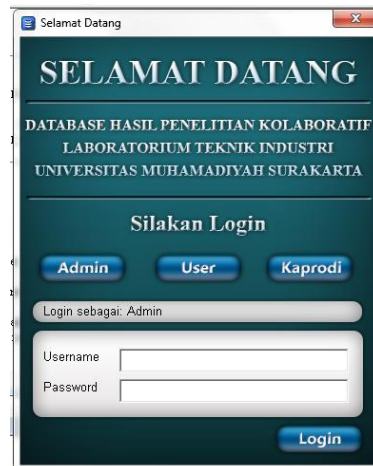 Selamat Datang
SELAMAT DATANG
DATABASE HASIL PENELITIAN KOLABORATIF
LABORATORIUM TEKNIK INDUSTRI
UNIVERSITAS MUHAMADIYAH SURAKARTA
Silakan Login
Admin User Kaprodi
Login sebagai: Admin
Username
Password
Login